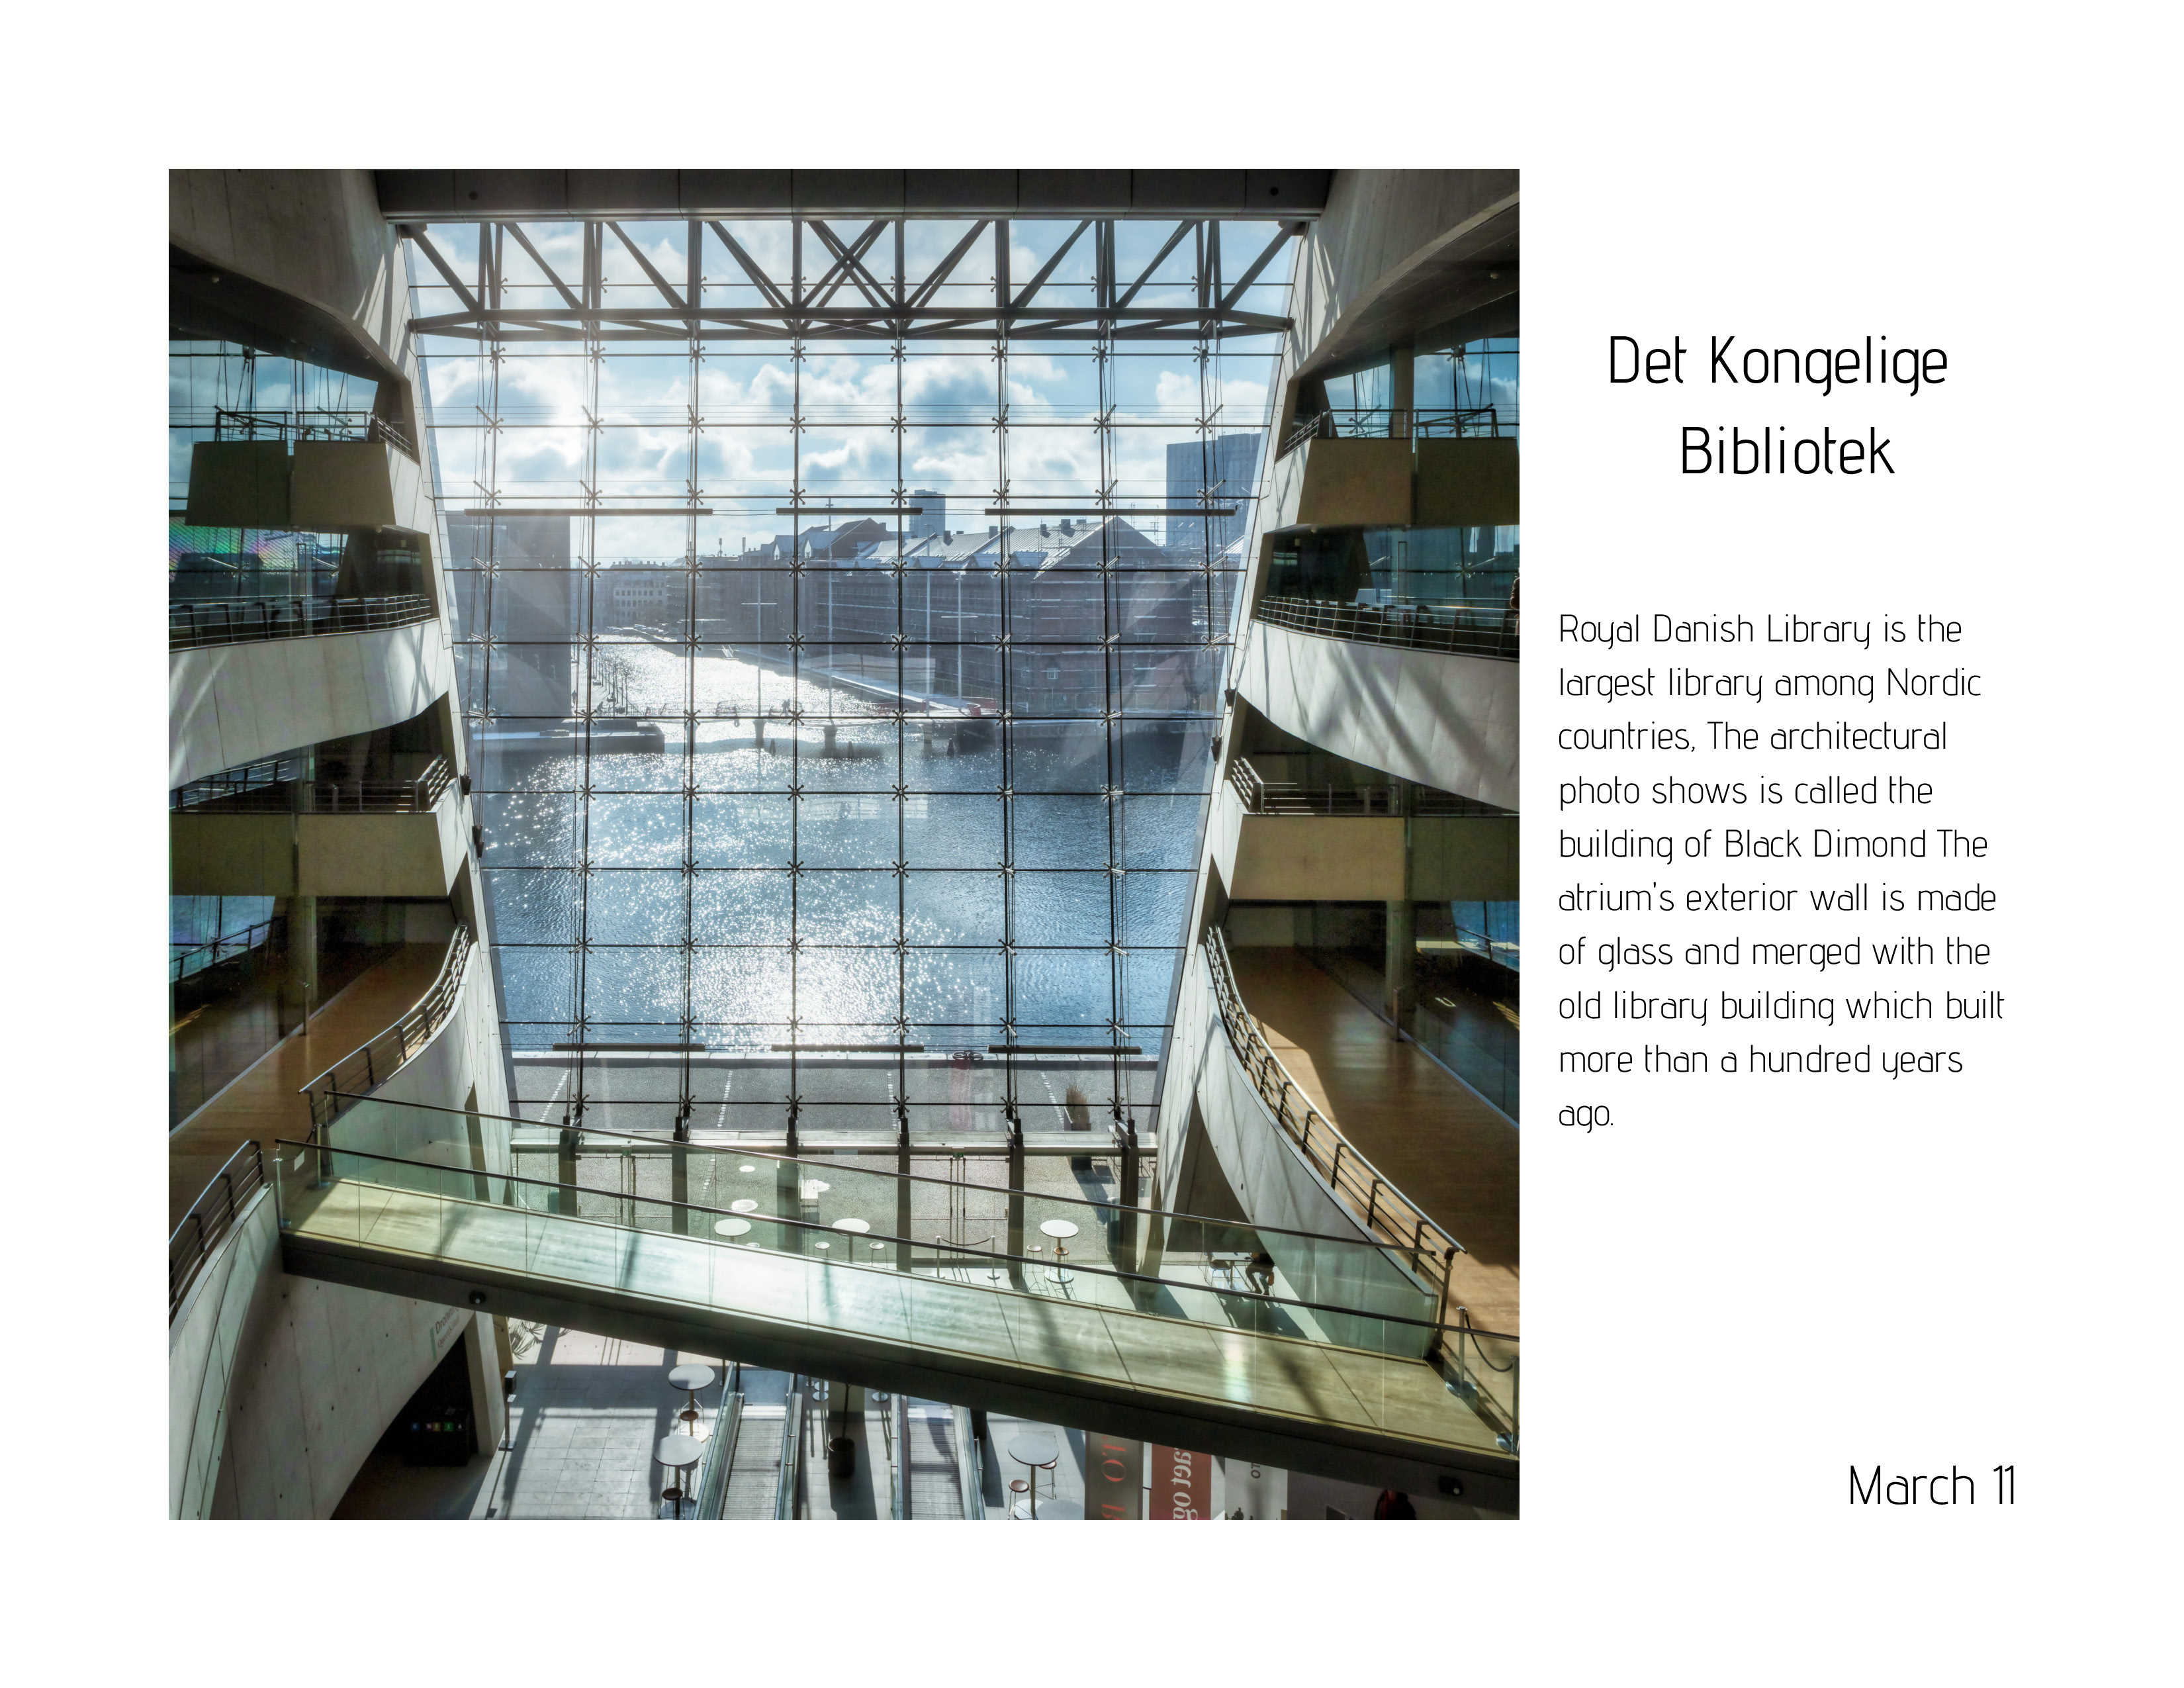 Det Kongelige
Bibliotek
Royal Danish Library is the
largest library among Nordic
countries, The architectural
photo shows is called the
building of Black Dimond The
atrium's exterior wall is made
of glass and merged with the
old library building which built
more than a hundred years
ago.
March 11